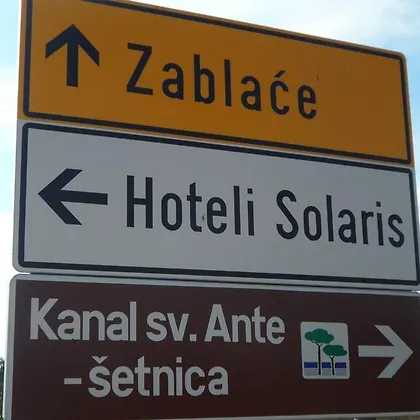 Zablaće
Hoteli Solaris
Kanal sv. Ante
- šetnica